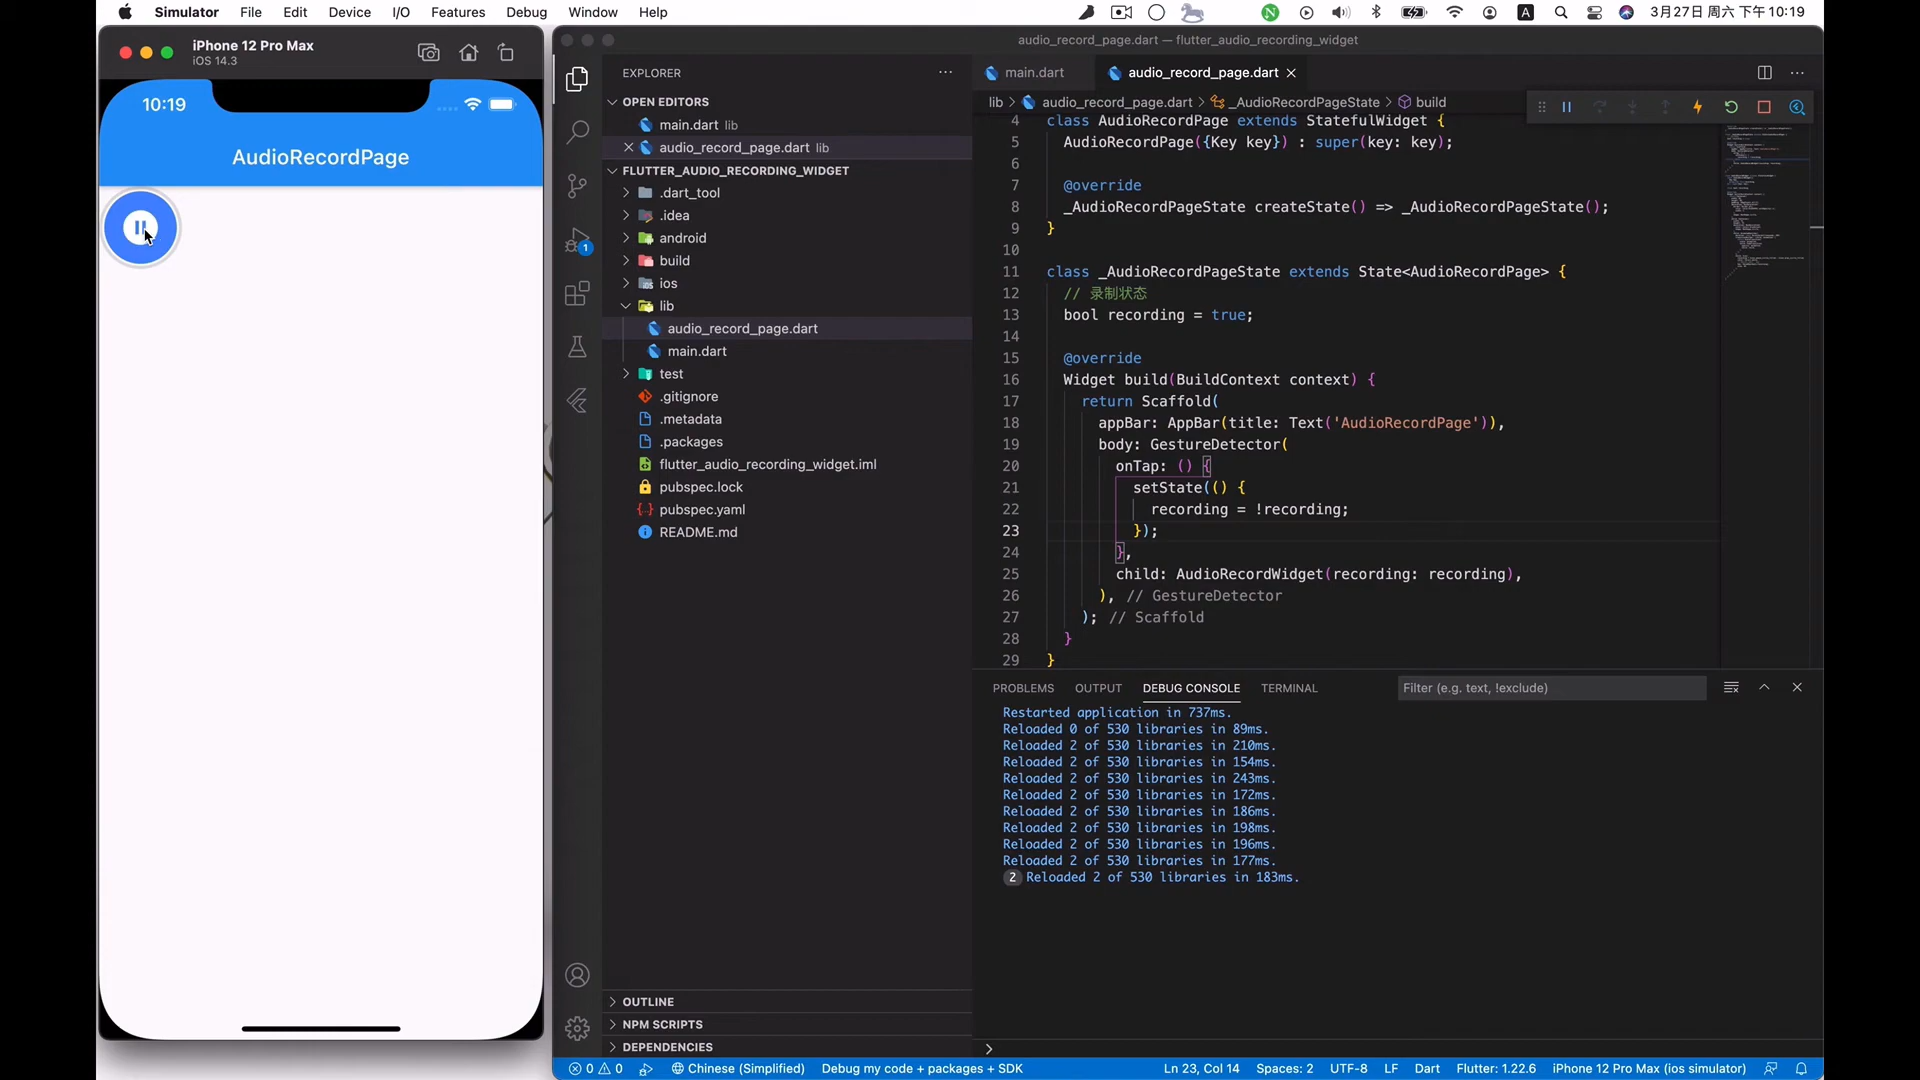 Simulator File Edit Device I/O Features Debug Window Help
A 3月27日 周六 下午10:19
iPhone 12 Pro Max
iOS 14.3
10:19
AudioRecordPage
audio_record_page.dart — flutter_audio_recording_widget
EXPLORER
OPEN EDITORS
main.dart lib
audio_record_page.dart lib
FLUTTER_AUDIO_RECORDING_WIDGET
.dart_tool
.idea
android
build
ios
lib
audio_record_page.dart
main.dart
test
.gitignore
.metadata
.packages
flutter_audio_recording_widget.iml
pubspec.lock
pubspec.yaml
README.md
OUTLINE
NPM SCRIPTS
DEPENDENCIES
1
main.dart audio_record_page.dart
lib > audio_record_page.dart > _AudioRecordPageState > build
4 class AudioRecordPage extends StatefulWidget {
5 AudioRecordPage({Key key}) : super(key: key);
6
7 @override
8 _AudioRecordPageState createState() => _AudioRecordPageState();
9 }
10
11 class _AudioRecordPageState extends State<AudioRecordPage> {
12 // 录制状态
13 bool recording = true;
14
15 @override
16 Widget build(BuildContext context) {
17 return Scaffold(
18 appBar: AppBar(title: Text('AudioRecordPage')),
19 body: GestureDetector(
20 onTap: () {
21 setState(() {
22 recording = !recording;
23 });
24 },
25 child: AudioRecordWidget(recording: recording),
26 ), // GestureDetector
27 ); // Scaffold
28 }
29 }
PROBLEMS OUTPUT DEBUG CONSOLE TERMINAL
Filter (e.g. text, !exclude)
Restarted application in 737ms.
Reloaded 0 of 530 libraries in 89ms.
Reloaded 2 of 530 libraries in 210ms.
Reloaded 2 of 530 libraries in 154ms.
Reloaded 2 of 530 libraries in 243ms.
Reloaded 2 of 530 libraries in 172ms.
Reloaded 2 of 530 libraries in 186ms.
Reloaded 2 of 530 libraries in 198ms.
Reloaded 2 of 530 libraries in 196ms.
Reloaded 2 of 530 libraries in 177ms.
2 Reloaded 2 of 530 libraries in 183ms.
0 0 Chinese (Simplified) Debug my code + packages + SDK Ln 23, Col 14 Spaces: 2 UTF-8 LF Dart Flutter: 1.22.6 iPhone 12 Pro Max (ios simulator)